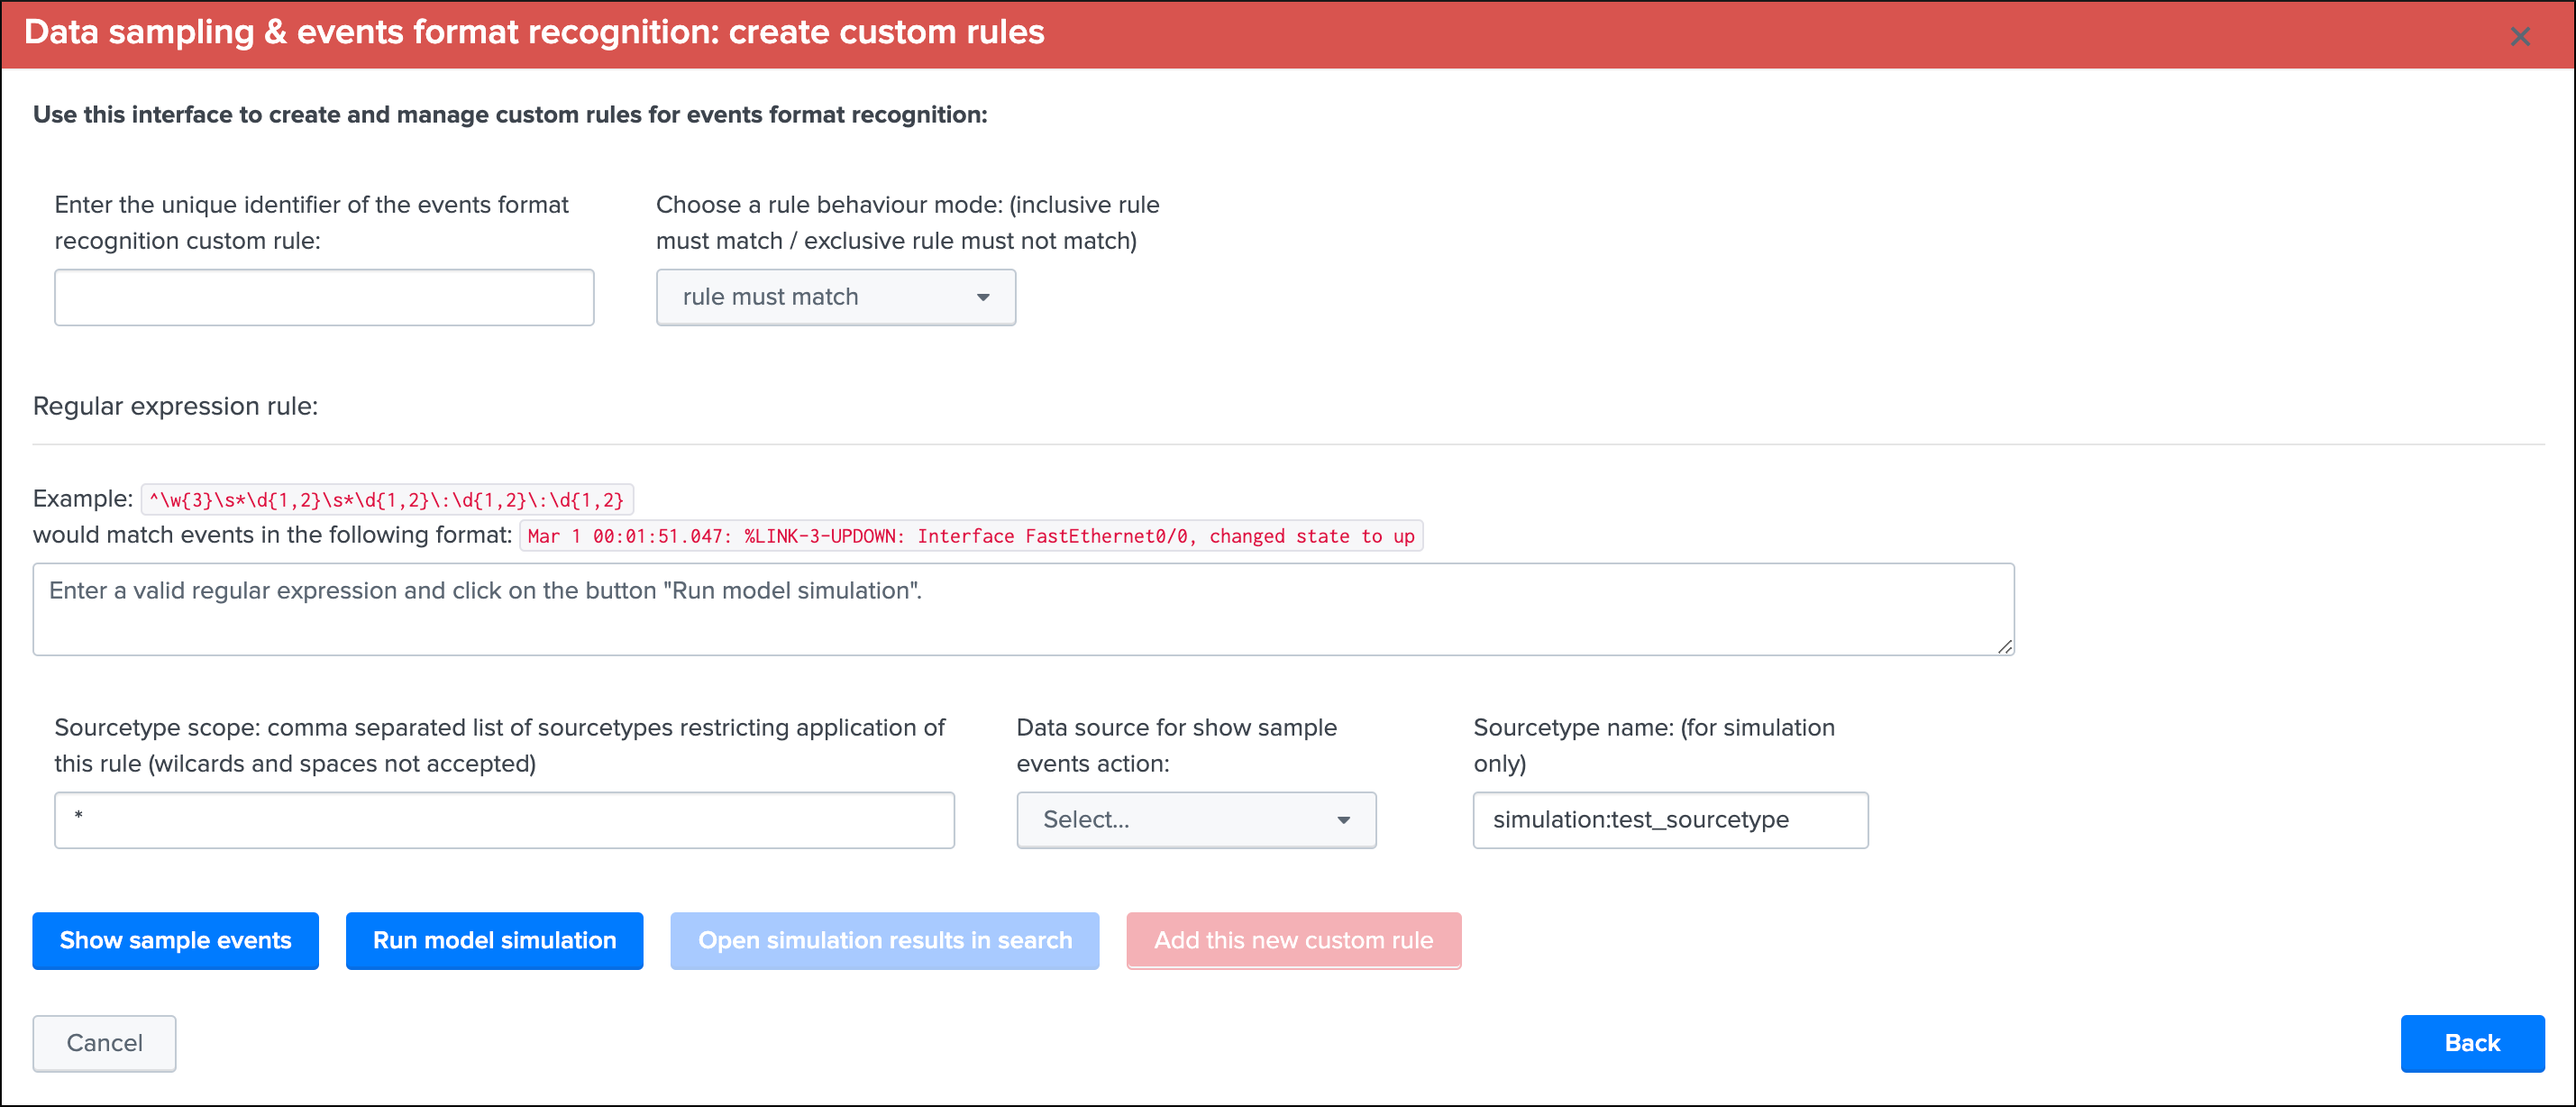 Data sampling & events format recognition: create custom rules
Use this interface to create and manage custom rules for events format recognition:
Enter the unique identifier of the events format
recognition custom rule:
Choose a rule behaviour mode: (inclusive rule
must match / exclusive rule must not match)
rule must match
Regular expression rule:
Example: ^\w{3}\s*\d{1,2}\s*\d{1,2}\:\d{1,2}\:\d{1,2}
would match events in the following format: Mar 1 00:01:51.047: %LINK-3-UPDOWN: Interface FastEthernet0/0, changed state to up
Enter a valid regular expression and click on the button "Run model simulation".
Sourcetype scope: comma separated list of sourcetypes restricting application of
this rule (wilcards and spaces not accepted)
*
Data source for show sample
events action:
Select...
Sourcetype name: (for simulation
only)
simulation:test_sourcetype
Show sample events
Run model simulation
Open simulation results in search
Add this new custom rule
Cancel
Back